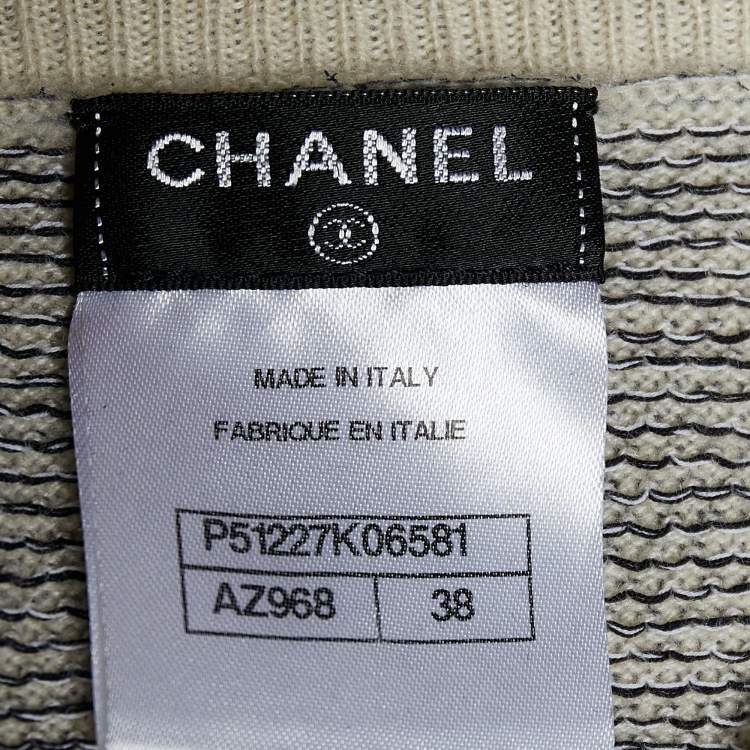 CHANEL
MADE IN ITALY
FABRIQUE EN ITALIE
P51227K06581
AZ968 38